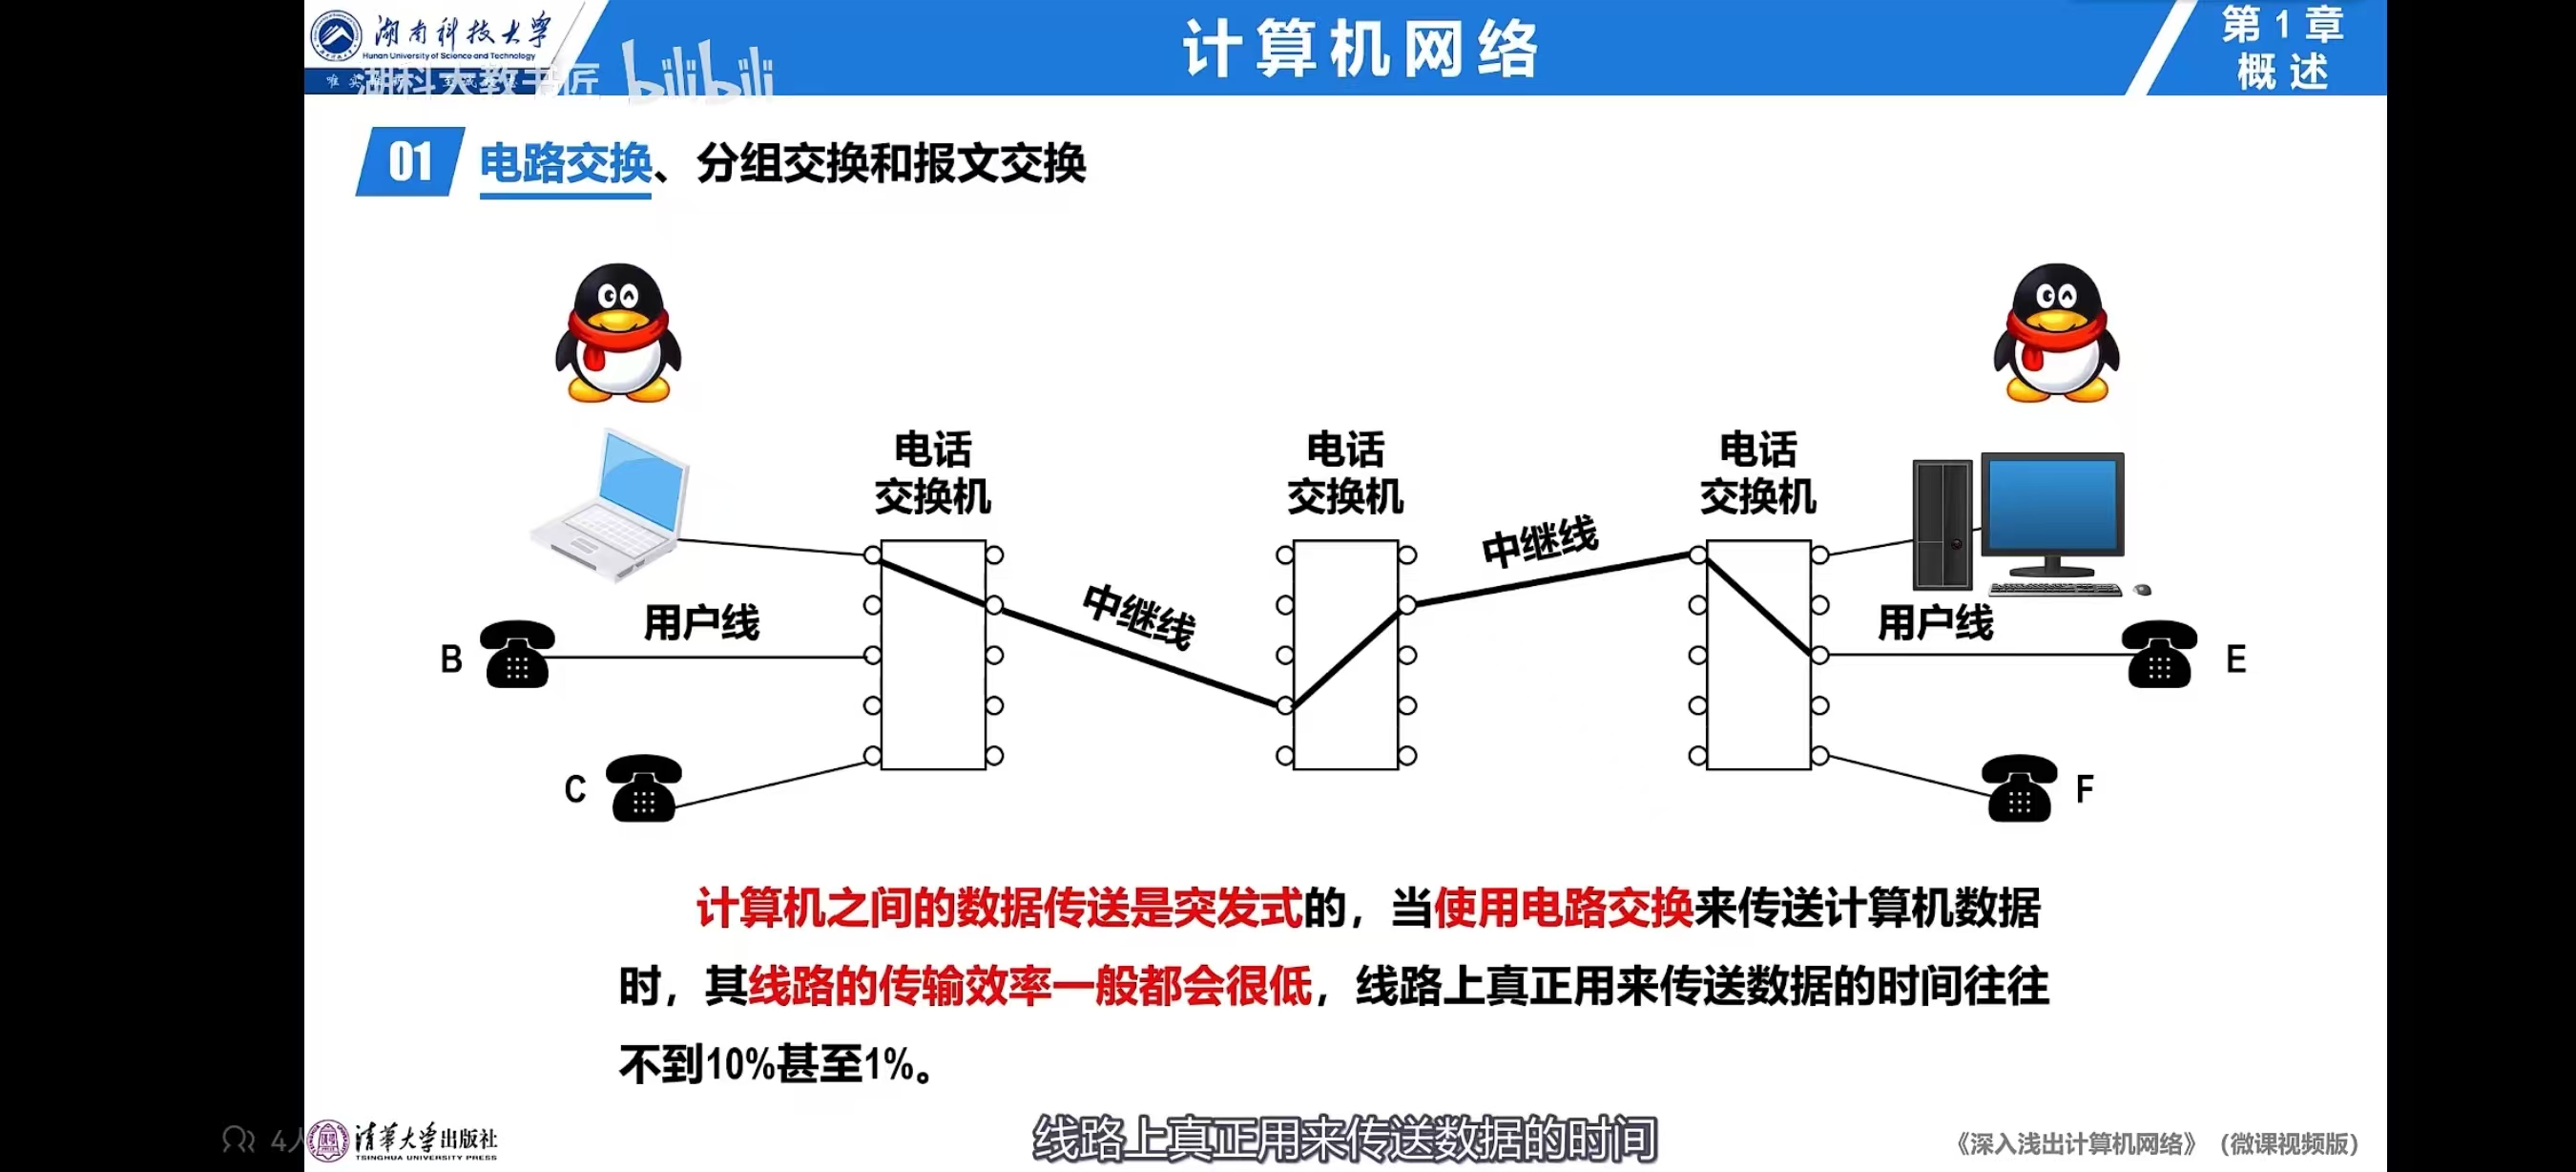 湖南科技大学
Hunan University of Science and Technology
湖科大教书匠 bilibili
计算机网络
第1章
概述
01 电路交换、分组交换和报文交换
电话
交换机
电话
交换机
电话
交换机
中继线
中继线
用户线
用户线
B
E
C
F
计算机之间的数据传送是突发式的，当使用电路交换来传送计算机数据
时，其线路的传输效率一般都会很低，线路上真正用来传送数据的时间往往
不到10%甚至1%。
线路上真正用来传送数据的时间
4人
清华大学出版社
TSINGHUA UNIVERSITY PRESS
《深入浅出计算机网络》（微课视频版）